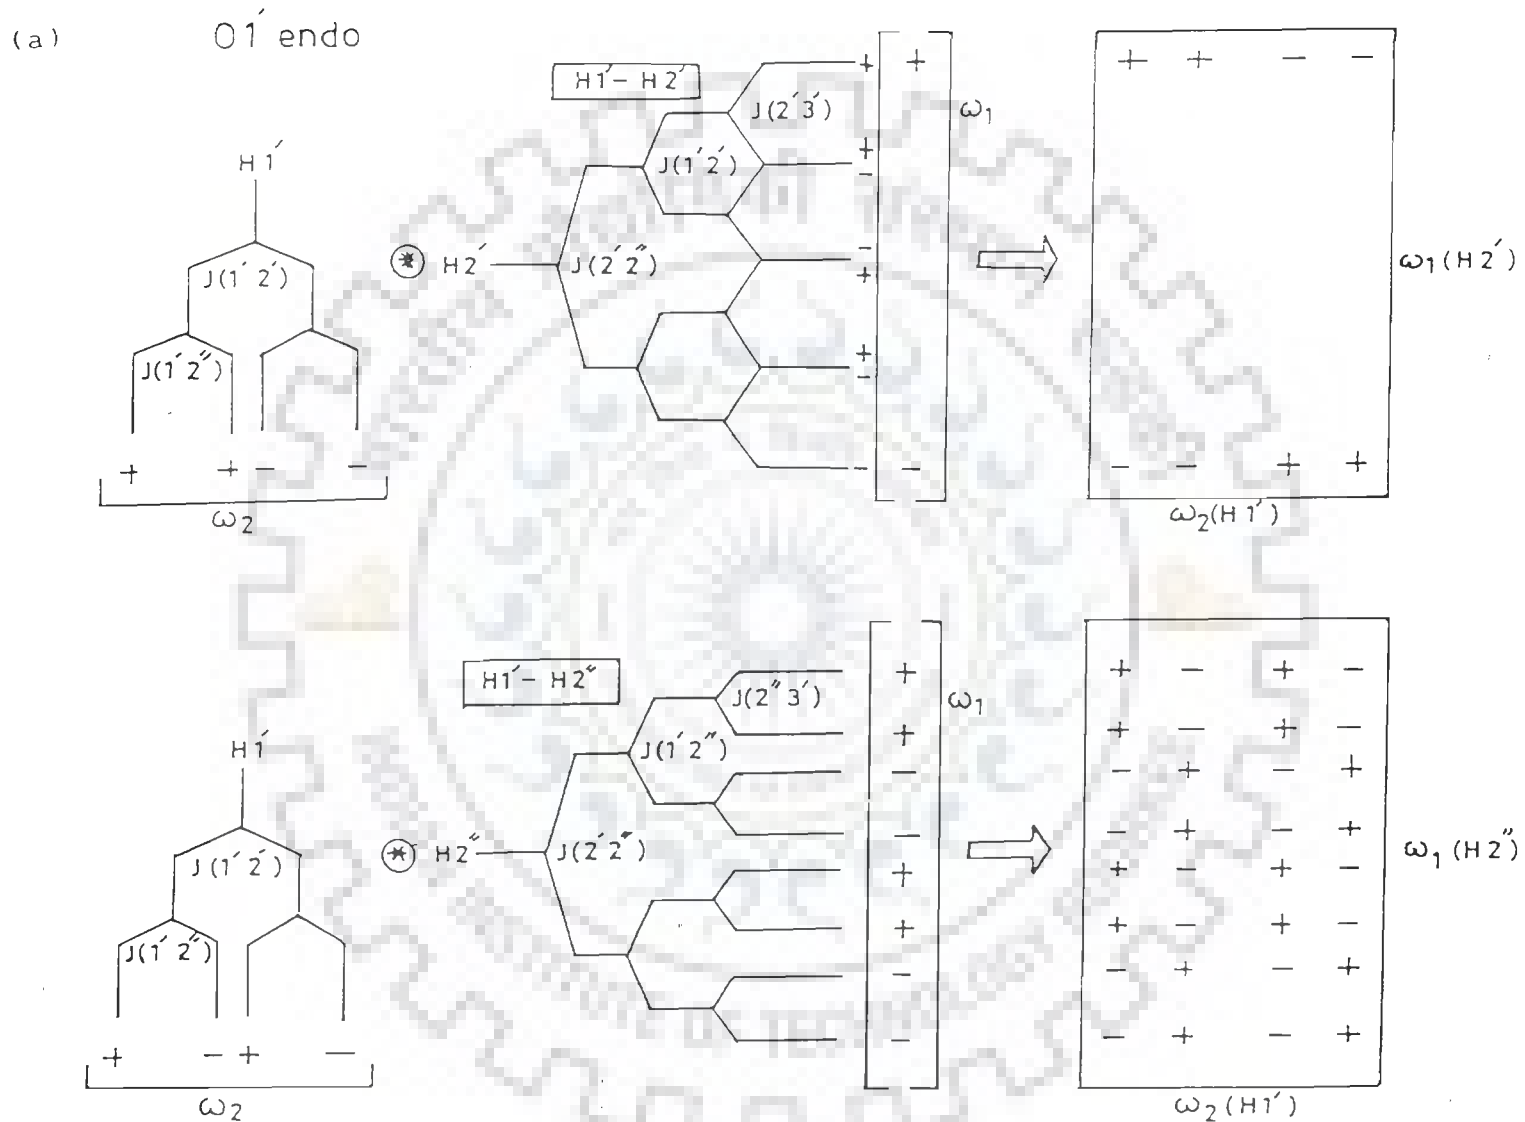 (a) O1′ endo
H1′- H2′
+ +
J(2′3′)
ω1
+ + - -
H1′
J(1′2′)
+
-
J(1′2′)
* H2′
J(2′2″)
-
+
ω1(H2′)
J(1′2″)
+
-
+ + - -
- -
- - + +
ω2
ω2(H1′)
H1′- H2″
J(2″3′)
+
ω1
+ - + -
H1′
J(1′2″)
+
+ - + -
-
- + - +
J(1′2′)
* H2″
J(2′2″)
-
- + - +
ω1(H2″)
+
+ - + -
J(1′2″)
+
+ - + -
-
- + - +
+ - + -
-
- + - +
ω2
ω2(H1′)